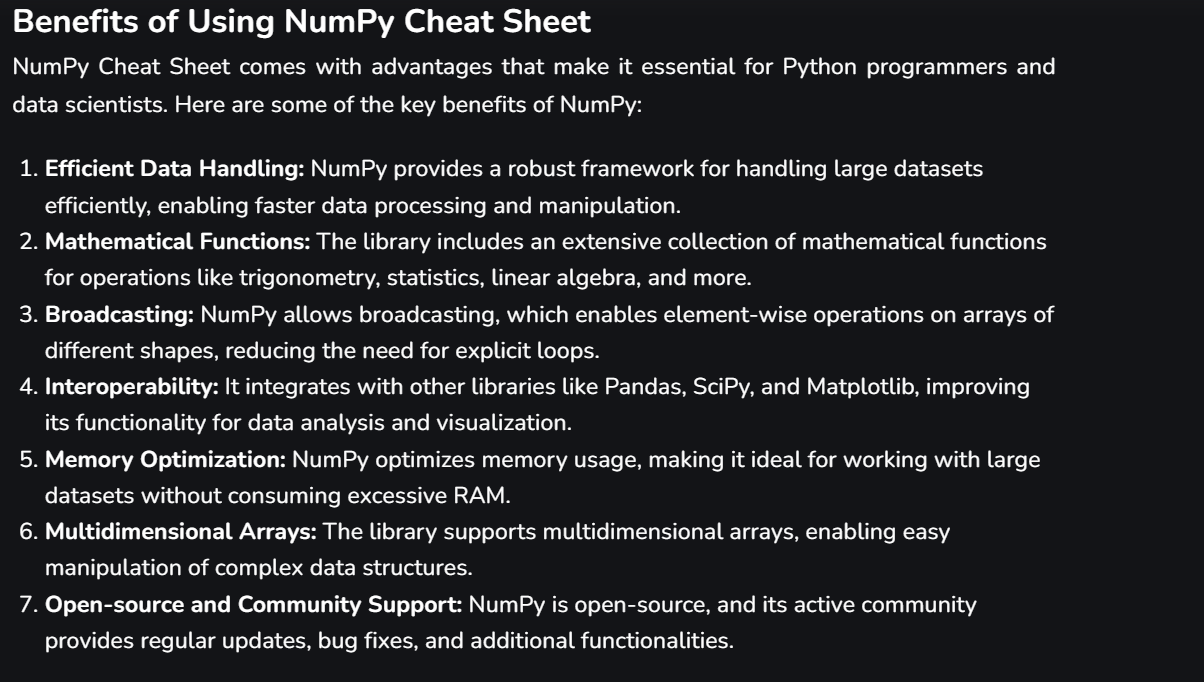 Benefits of Using NumPy Cheat Sheet
NumPy Cheat Sheet comes with advantages that make it essential for Python programmers and
data scientists. Here are some of the key benefits of NumPy:
1. Efficient Data Handling: NumPy provides a robust framework for handling large datasets
efficiently, enabling faster data processing and manipulation.
2. Mathematical Functions: The library includes an extensive collection of mathematical functions
for operations like trigonometry, statistics, linear algebra, and more.
3. Broadcasting: NumPy allows broadcasting, which enables element-wise operations on arrays of
different shapes, reducing the need for explicit loops.
4. Interoperability: It integrates with other libraries like Pandas, SciPy, and Matplotlib, improving
its functionality for data analysis and visualization.
5. Memory Optimization: NumPy optimizes memory usage, making it ideal for working with large
datasets without consuming excessive RAM.
6. Multidimensional Arrays: The library supports multidimensional arrays, enabling easy
manipulation of complex data structures.
7. Open-source and Community Support: NumPy is open-source, and its active community
provides regular updates, bug fixes, and additional functionalities.